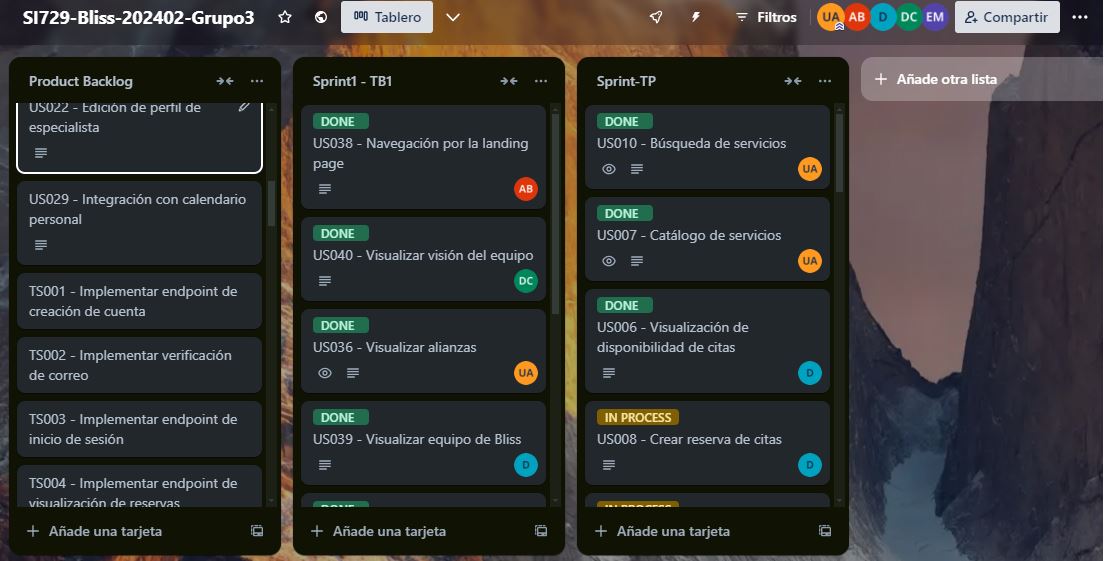 SI729-Bliss-202402-Grupo3
Tablero
Filtros
UA
AB
D
DC
EM
Compartir
Product Backlog
US022 - Edición de perfil de
especialista
US029 - Integración con calendario
personal
TS001 - Implementar endpoint de
creación de cuenta
TS002 - Implementar verificación
de correo
TS003 - Implementar endpoint de
inicio de sesión
TS004 - Implementar endpoint de
visualización de reservas
Añade una tarjeta
Sprint1 - TB1
DONE
US038 - Navegación por la landing
page
AB
DONE
US040 - Visualizar visión del equipo
DC
DONE
US036 - Visualizar alianzas
UA
DONE
US039 - Visualizar equipo de Bliss
D
DONE
Añade una tarjeta
Sprint-TP
DONE
US010 - Búsqueda de servicios
UA
DONE
US007 - Catálogo de servicios
UA
DONE
US006 - Visualización de
disponibilidad de citas
D
IN PROCESS
US008 - Crear reserva de citas
D
IN PROCESS
Añade una tarjeta
Añade otra lista